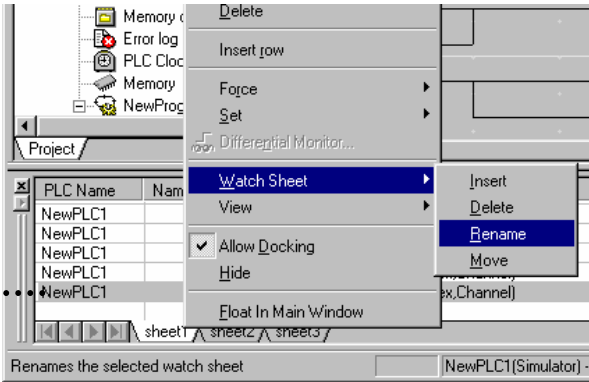 Memory
Error log
PLC Cloc
Memory
NewProg
Project
Delete
Insert row
Force
Set
Differential Monitor...
Watch Sheet
View
Allow Docking
Hide
Float In Main Window
Insert
Delete
Rename
Move
PLC Name Nam
NewPLC1
NewPLC1
NewPLC1
NewPLC1
NewPLC1
ex,Channel)
sheet1 sheet2 sheet3
Renames the selected watch sheet NewPLC1(Simulator) -